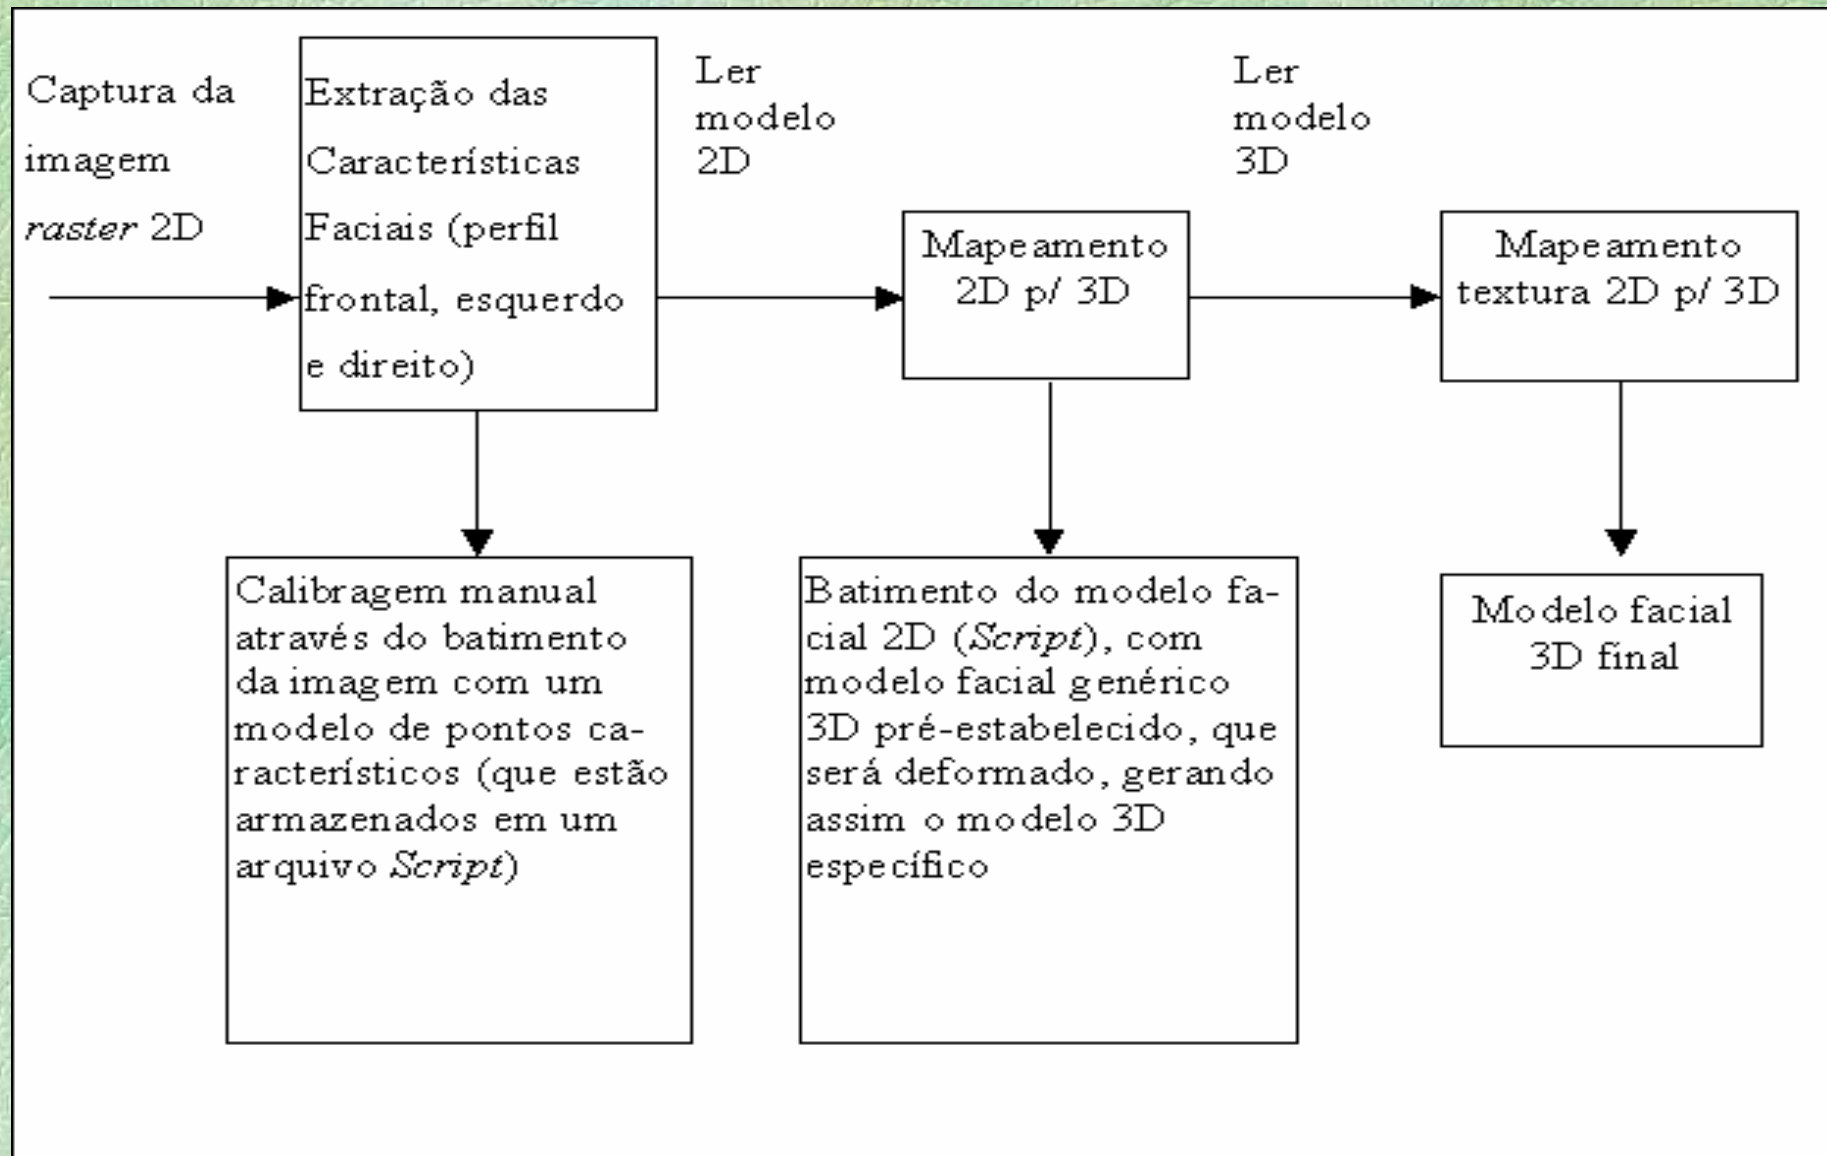 Captura da
imagem
raster 2D
Extração das
Características
Faciais (perfil
frontal, esquerdo
e direito)
Ler
modelo
2D
Mapeamento
2D p/ 3D
Ler
modelo
3D
Mapeamento
textura 2D p/ 3D
Calibragem manual
através do batimento
da imagem com um
modelo de pontos ca-
racterísticos (que estão
armazenados em um
arquivo Script)
Batimento do modelo fa-
cial 2D (Script), com
modelo facial genérico
3D pré-estabelecido, que
será deformado, gerando
assim o modelo 3D
específico
Modelo facial
3D final